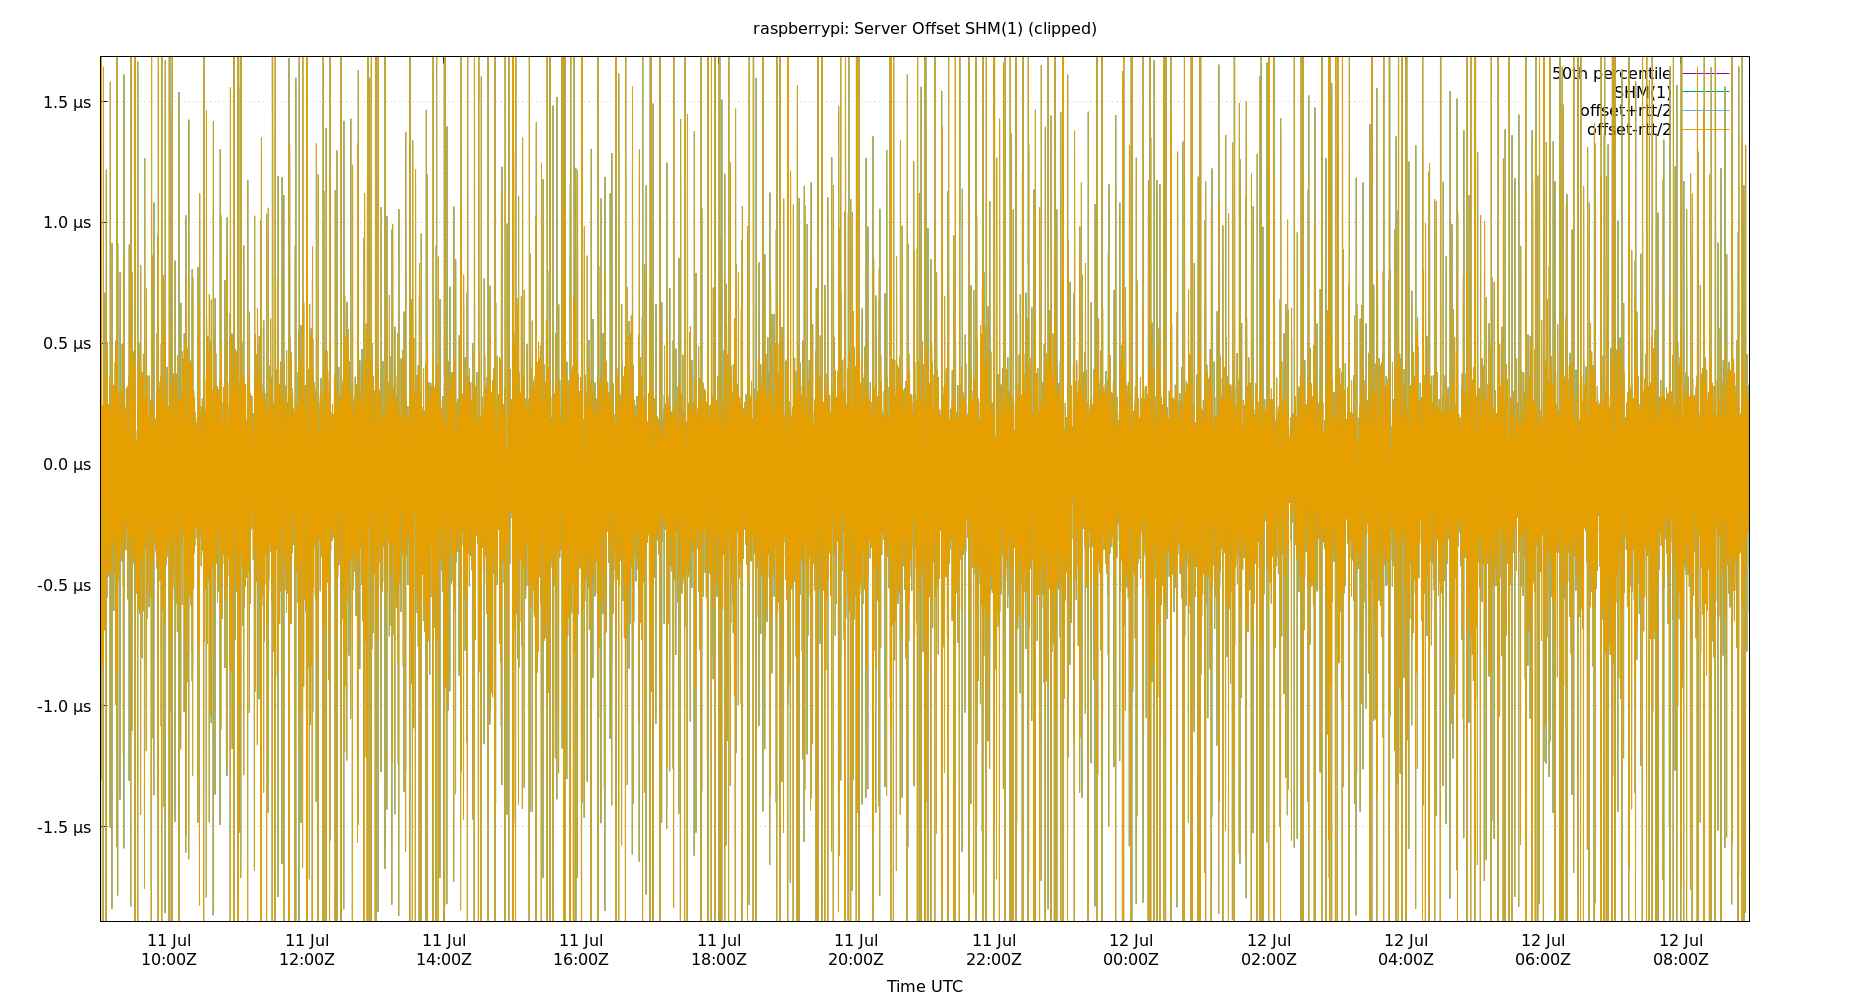 raspberrypi: Server Offset SHM(1) (clipped)
50th percentile
SHM(1)
offset+rtt/2
offset-rtt/2
1.5 µs
1.0 µs
0.5 µs
0.0 µs
-0.5 µs
-1.0 µs
-1.5 µs
11 Jul 11 Jul 11 Jul 11 Jul 11 Jul 11 Jul 11 Jul 12 Jul 12 Jul 12 Jul 12 Jul 12 Jul
10:00Z 12:00Z 14:00Z 16:00Z 18:00Z 20:00Z 22:00Z 00:00Z 02:00Z 04:00Z 06:00Z 08:00Z
Time UTC